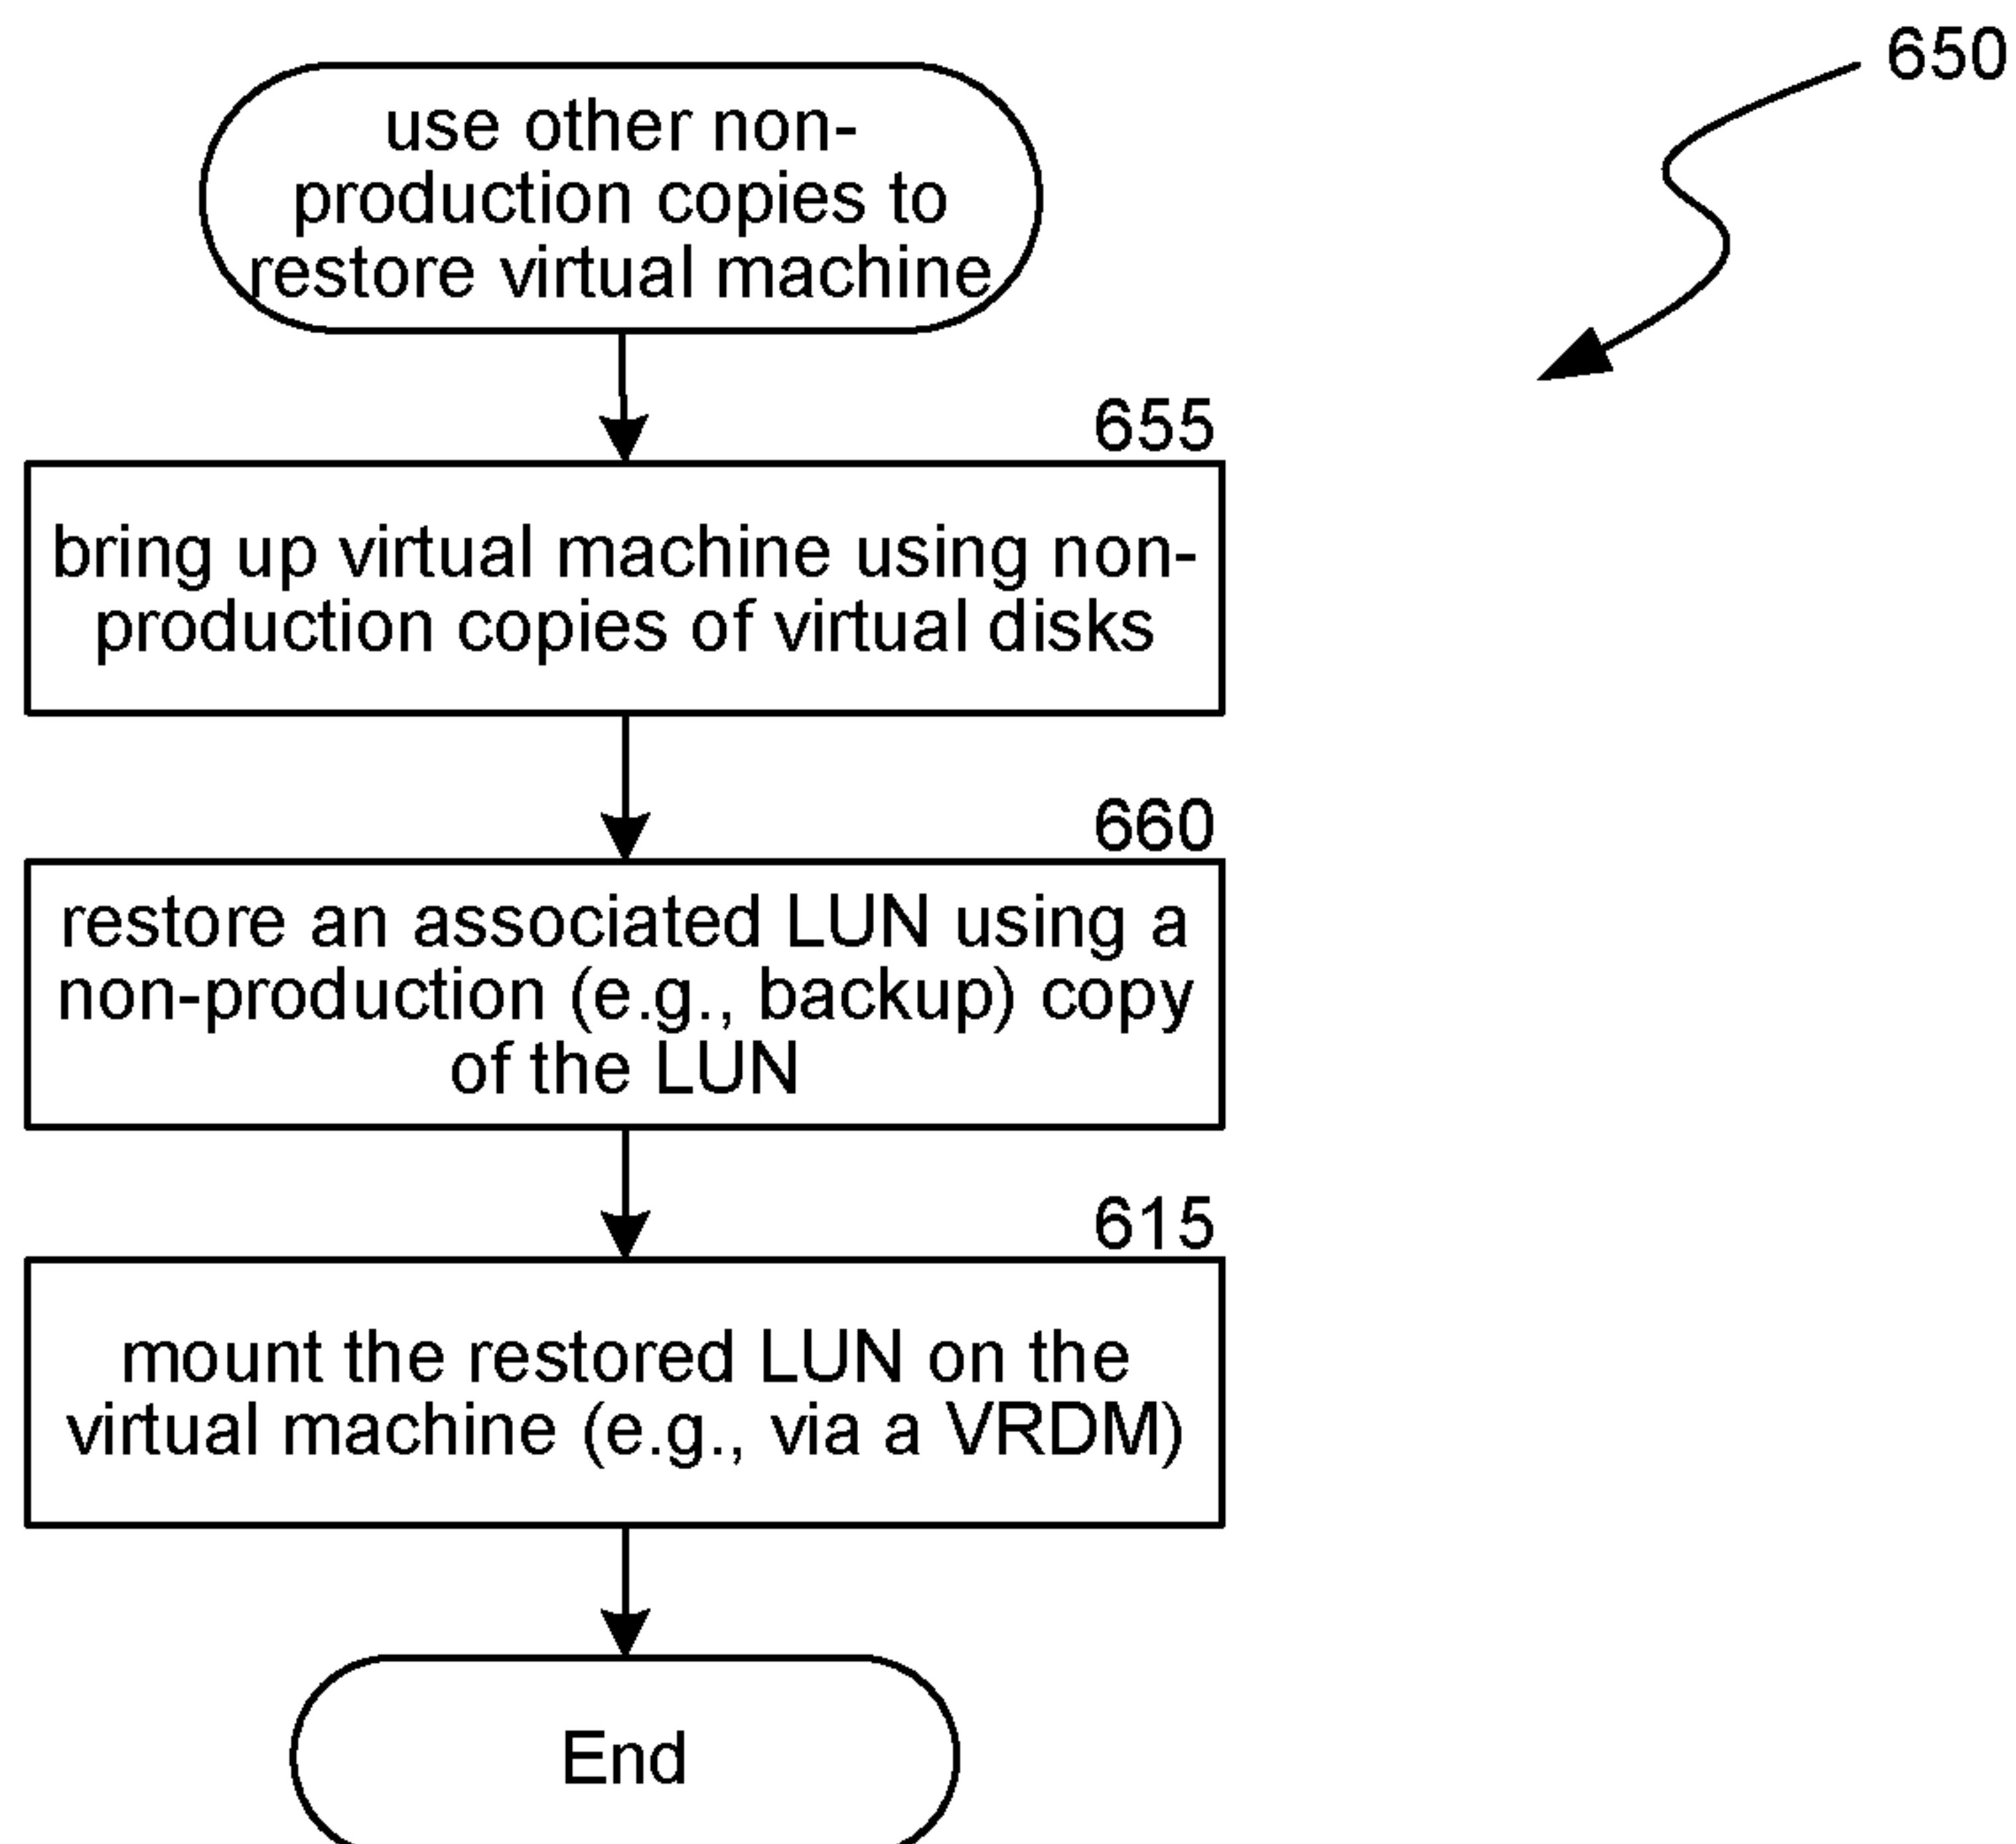 650
use other non-
production copies to
restore virtual machine
655
bring up virtual machine using non-
production copies of virtual disks
660
restore an associated LUN using a
non-production (e.g., backup) copy
of the LUN
615
mount the restored LUN on the
virtual machine (e.g., via a VRDM)
End